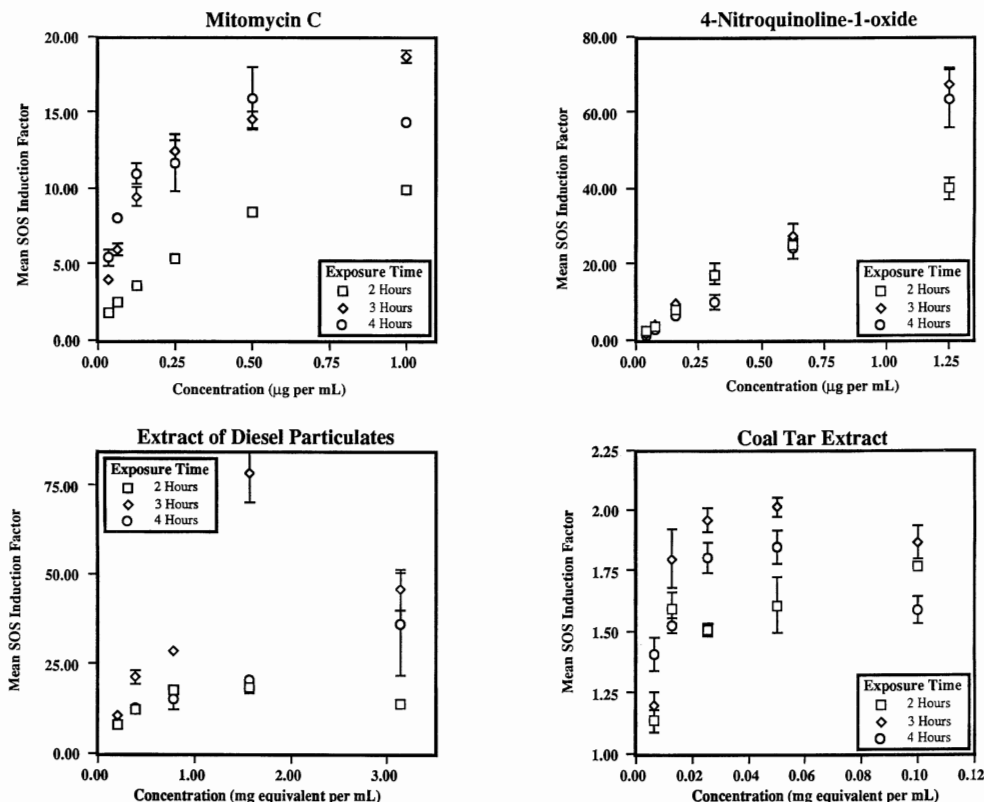 Mitomycin C
20.00
15.00
10.00
5.00
0.00
Mean SOS Induction Factor
Exposure Time
2 Hours
3 Hours
4 Hours
0.00 0.25 0.50 0.75 1.00
Concentration (µg per mL)
4-Nitroquinoline-1-oxide
80.00
60.00
40.00
20.00
0.00
Mean SOS Induction Factor
Exposure Time
2 Hours
3 Hours
4 Hours
0.00 0.25 0.50 0.75 1.00 1.25
Concentration (µg per mL)
Extract of Diesel Particulates
75.00
50.00
25.00
0.00
Mean SOS Induction Factor
Exposure Time
2 Hours
3 Hours
4 Hours
0.00 1.00 2.00 3.00
Concentration (mg equivalent per mL)
Coal Tar Extract
2.25
2.00
1.75
1.50
1.25
1.00
Mean SOS Induction Factor
Exposure Time
2 Hours
3 Hours
4 Hours
0.00 0.02 0.04 0.06 0.08 0.10 0.12
Concentration (mg equivalent per mL)